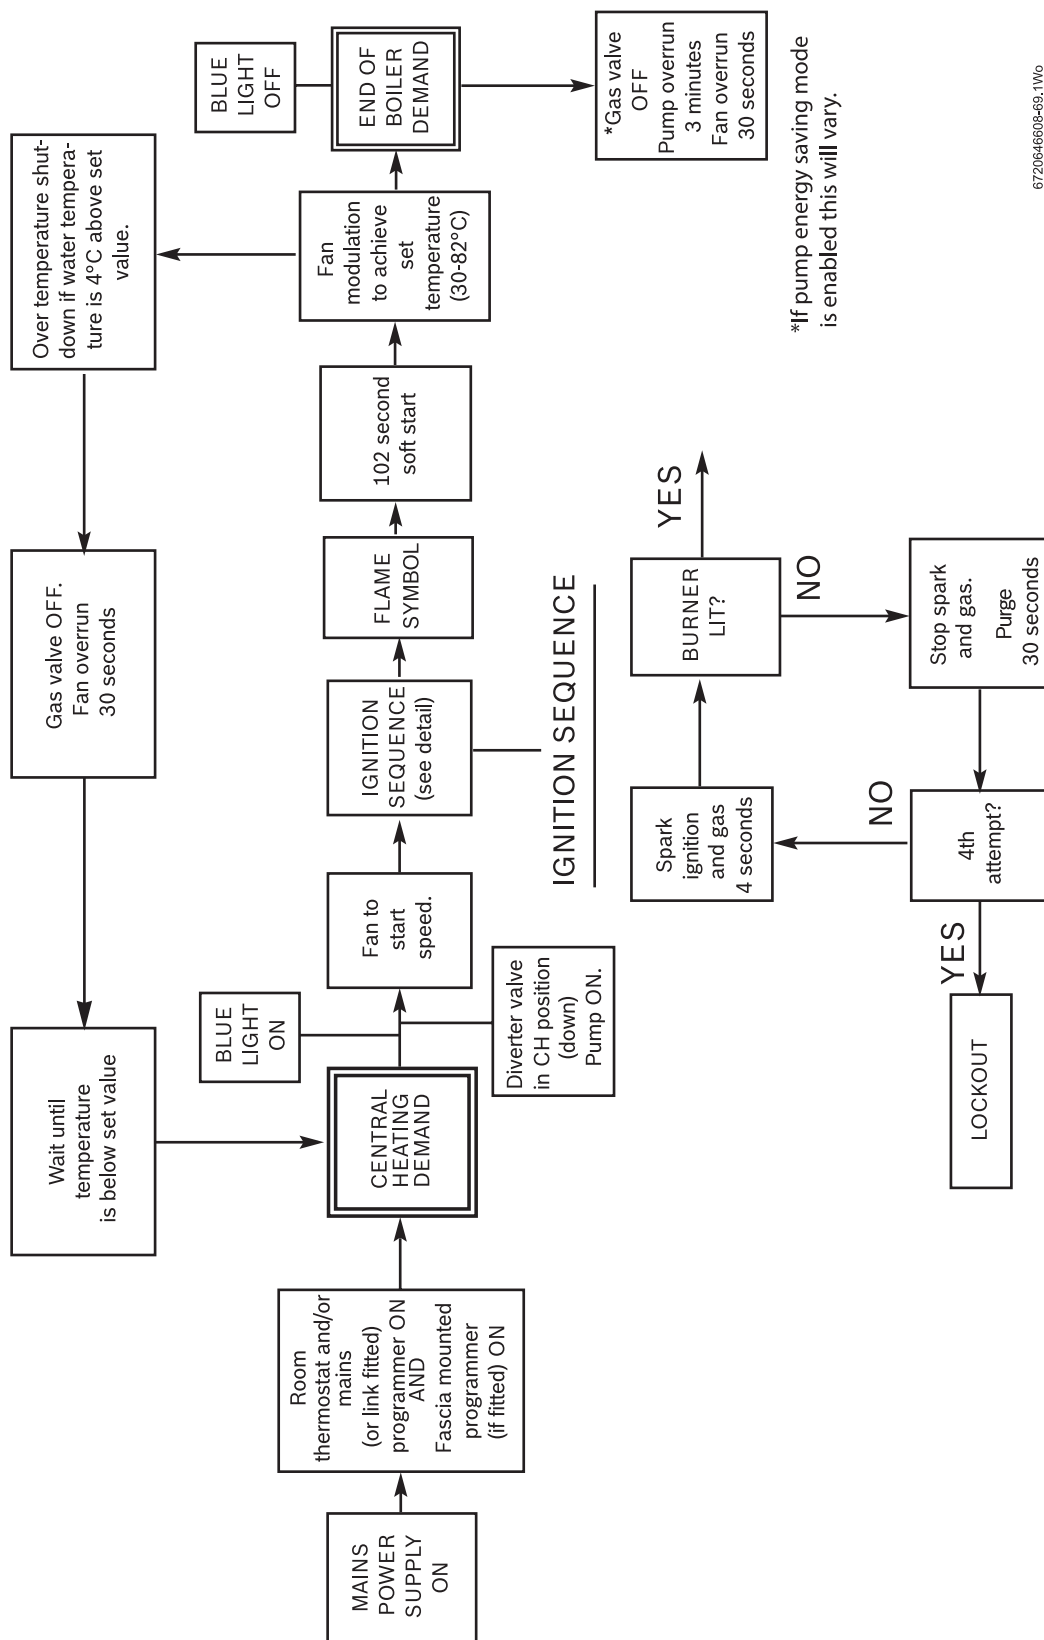 Wait until
temperature
is below set value
Gas valve OFF.
Fan overrun
30 seconds
Over temperature shut-
down if water tempera-
ture is 4°C above set
value.
BLUE
LIGHT
ON
BLUE
LIGHT
OFF
MAINS
POWER
SUPPLY
ON
Room
thermostat and/or
mains
(or link fitted)
programmer ON
AND
Fascia mounted
programmer
(if fitted) ON
CENTRAL
HEATING
DEMAND
Fan to
start
speed.
IGNITION
SEQUENCE
(see detail)
FLAME
SYMBOL
102 second
soft start
Fan
modulation
to achieve
set
temperature
(30-82°C)
END OF
BOILER
DEMAND
Diverter valve
in CH position
(down)
Pump ON.
*Gas valve
OFF
Pump overrun
3 minutes
Fan overrun
30 seconds
IGNITION SEQUENCE
Spark
ignition
and gas
4 seconds
BURNER
LIT?
YES
NO
Stop spark
and gas.
Purge
30 seconds
4th
attempt?
NO
YES
LOCKOUT
*If pump energy saving mode
is enabled this will vary.
6720646608-69.1Wo